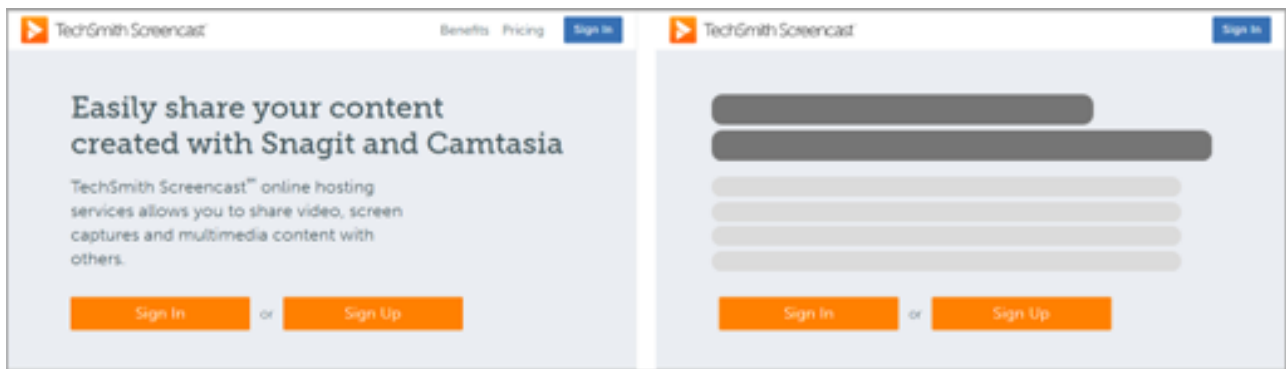 TechSmith Screencast
Benefits Pricing Sign In
Easily share your content
created with Snagit and Camtasia
TechSmith Screencast™ online hosting
services allows you to share video, screen
captures and multimedia content with
others.
Sign In or Sign Up
TechSmith Screencast
Sign In
Sign In or Sign Up